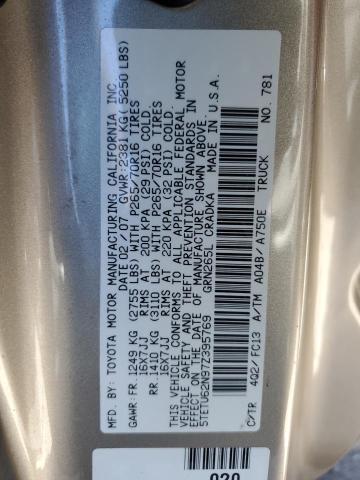 MFD. BY: TOYOTA MOTOR MANUFACTURING CALIFORNIA INC
DATE 02/07 GVWR: 2381 KG( 5250 LBS)
GAWR: FR. 1249 KG (2755 LBS) WITH P265/70R16 TIRES
16X7JJ RIMS AT 200 KPA (29 PSI) COLD
RR. 1410 KG (3110 LBS) WITH P265/70R16 TIRES
16X7JJ RIMS AT 220 KPA (32 PSI) COLD
THIS VEHICLE CONFORMS TO ALL APPLICABLE FEDERAL MOTOR
VEHICLE SAFETY AND THEFT PREVENTION STANDARDS IN
EFFECT ON THE DATE OF MANUFACTURE SHOWN ABOVE.
5TETU62N97Z395769 GRN265L CRADKA MADE IN U.S.A.
C/TR 4Q2/ FC13 A/TM A04B/ A750E TRUCK NO. 781